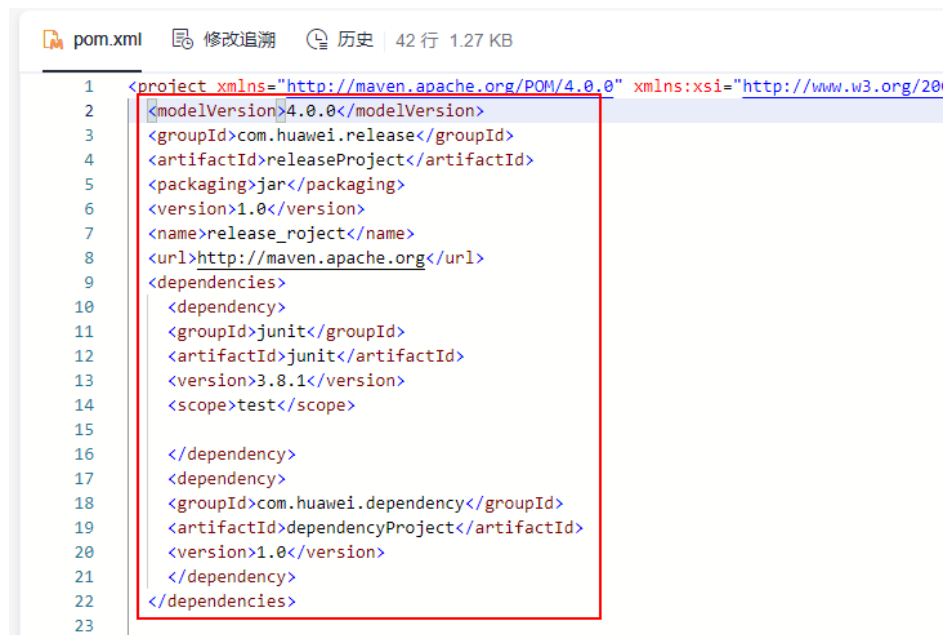 pom.xml 修改追溯 历史 42 行 1.27 KB
1 <project xmlns="http://maven.apache.org/POM/4.0.0" xmlns:xsi="http://www.w3.org/20
2 <modelVersion>4.0.0</modelVersion>
3 <groupId>com.huawei.release</groupId>
4 <artifactId>releaseProject</artifactId>
5 <packaging>jar</packaging>
6 <version>1.0</version>
7 <name>release_roject</name>
8 <url>http://maven.apache.org</url>
9 <dependencies>
10 <dependency>
11 <groupId>junit</groupId>
12 <artifactId>junit</artifactId>
13 <version>3.8.1</version>
14 <scope>test</scope>
15
16 </dependency>
17 <dependency>
18 <groupId>com.huawei.dependency</groupId>
19 <artifactId>dependencyProject</artifactId>
20 <version>1.0</version>
21 </dependency>
22 </dependencies>
23